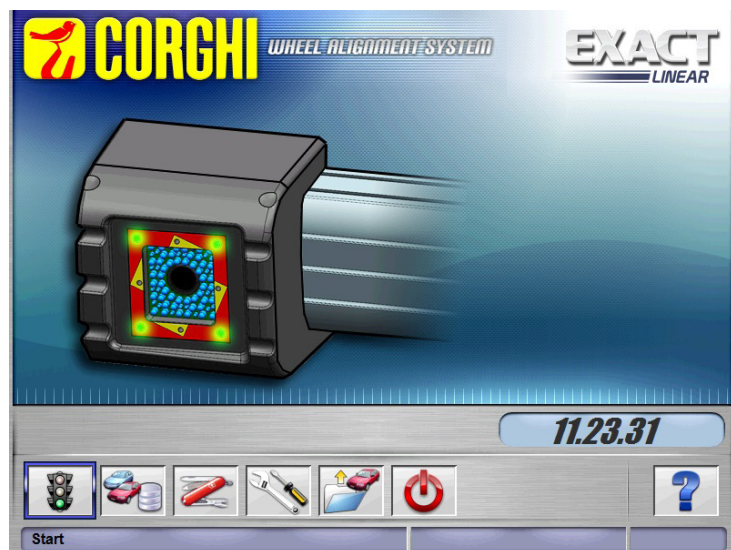 CORGHI WHEEL ALIGNMENT SYSTEM EXACT
LINEAR
11.23.31
?
Start